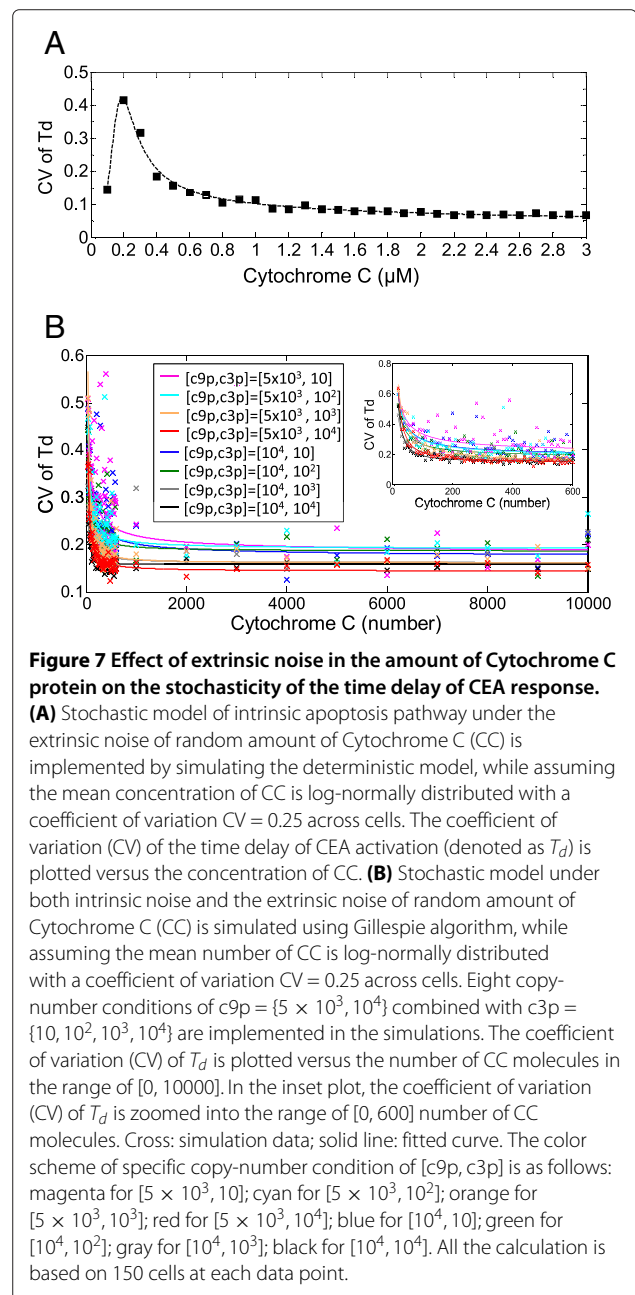 A
0.5
0.4
0.3
0.2
0.1
0
CV of Td
0 0.2 0.4 0.6 0.8 1 1.2 1.4 1.6 1.8 2 2.2 2.4 2.6 2.8 3
Cytochrome C (µM)
B
0.6
0.5
0.4
0.3
0.2
0.1
CV of Td
[c9p,c3p]=[5x10³, 10]
[c9p,c3p]=[5x10³, 10²]
[c9p,c3p]=[5x10³, 10³]
[c9p,c3p]=[5x10³, 10⁴]
[c9p,c3p]=[10⁴, 10]
[c9p,c3p]=[10⁴, 10²]
[c9p,c3p]=[10⁴, 10³]
[c9p,c3p]=[10⁴, 10⁴]
0.8
0.6
0.4
0.2
0
CV of Td
0 200 400 600
Cytochrome C (number)
0 2000 4000 6000 8000 10000
Cytochrome C (number)
Figure 7 Effect of extrinsic noise in the amount of Cytochrome C
protein on the stochasticity of the time delay of CEA response.
(A) Stochastic model of intrinsic apoptosis pathway under the
extrinsic noise of random amount of Cytochrome C (CC) is
implemented by simulating the deterministic model, while assuming
the mean concentration of CC is log-normally distributed with a
coefficient of variation CV = 0.25 across cells. The coefficient of
variation (CV) of the time delay of CEA activation (denoted as T_d) is
plotted versus the concentration of CC. (B) Stochastic model under
both intrinsic noise and the extrinsic noise of random amount of
Cytochrome C (CC) is simulated using Gillespie algorithm, while
assuming the mean number of CC is log-normally distributed
with a coefficient of variation CV = 0.25 across cells. Eight copy-
number conditions of c9p = {5 × 10³, 10⁴} combined with c3p =
{10, 10², 10³, 10⁴} are implemented in the simulations. The coefficient
of variation (CV) of T_d is plotted versus the number of CC molecules in
the range of [0, 10000]. In the inset plot, the coefficient of variation
(CV) of T_d is zoomed into the range of [0, 600] number of CC
molecules. Cross: simulation data; solid line: fitted curve. The color
scheme of specific copy-number condition of [c9p, c3p] is as follows:
magenta for [5 × 10³, 10]; cyan for [5 × 10³, 10²]; orange for
[5 × 10³, 10³]; red for [5 × 10³, 10⁴]; blue for [10⁴, 10]; green for
[10⁴, 10²]; gray for [10⁴, 10³]; black for [10⁴, 10⁴]. All the calculation is
based on 150 cells at each data point.